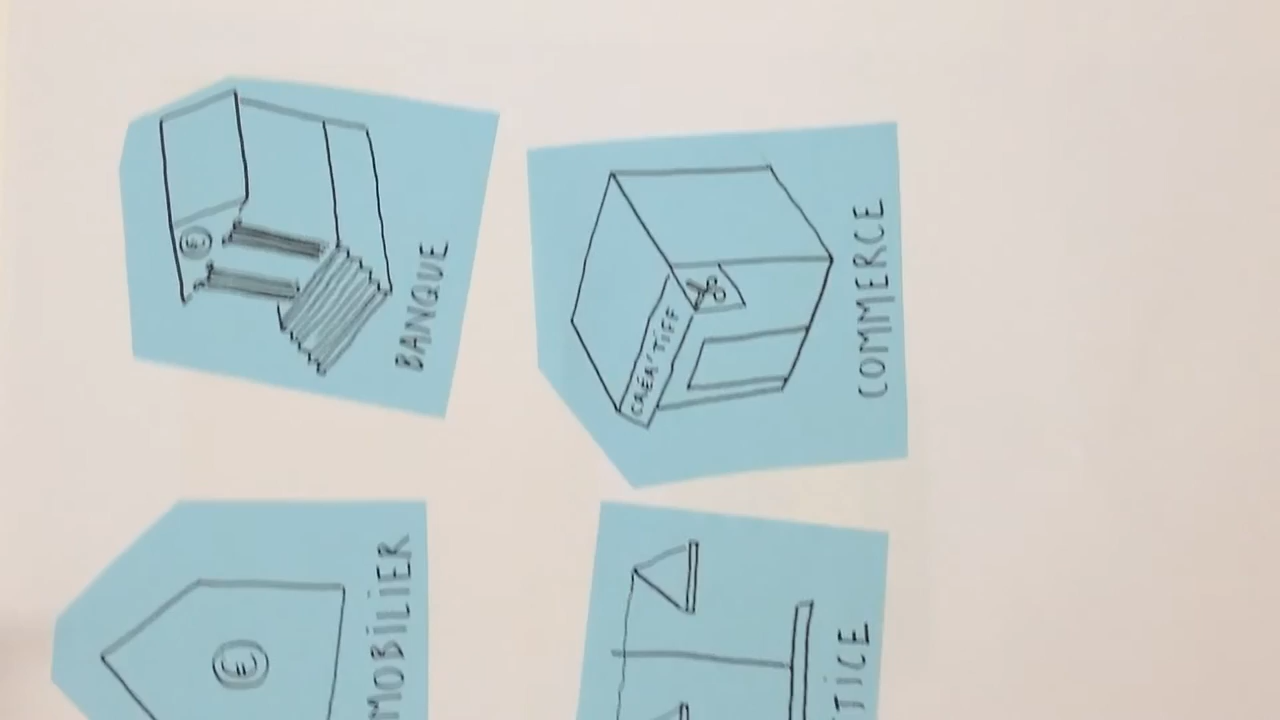 €
MOBILIER
€
BANQUE
TICE
CRÉA'TIFF
COMMERCE